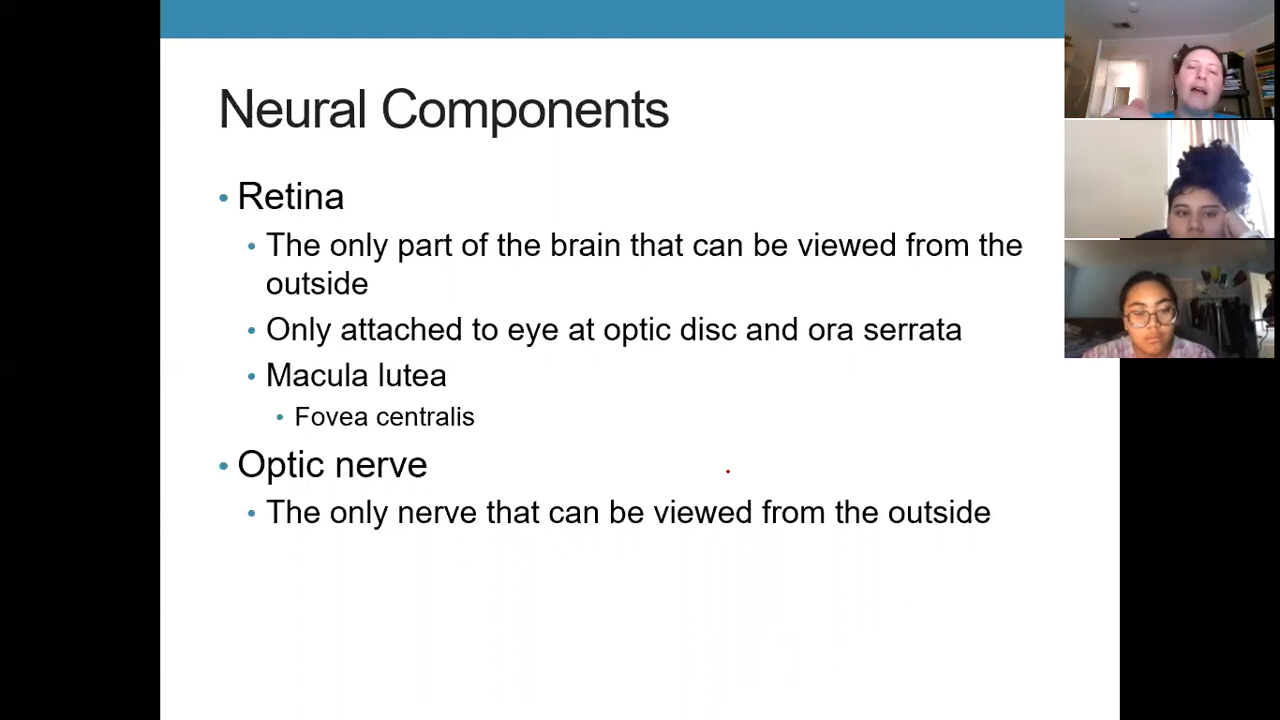 Neural Components
• Retina
• The only part of the brain that can be viewed from the
outside
• Only attached to eye at optic disc and ora serrata
• Macula lutea
• Fovea centralis
• Optic nerve
• The only nerve that can be viewed from the outside